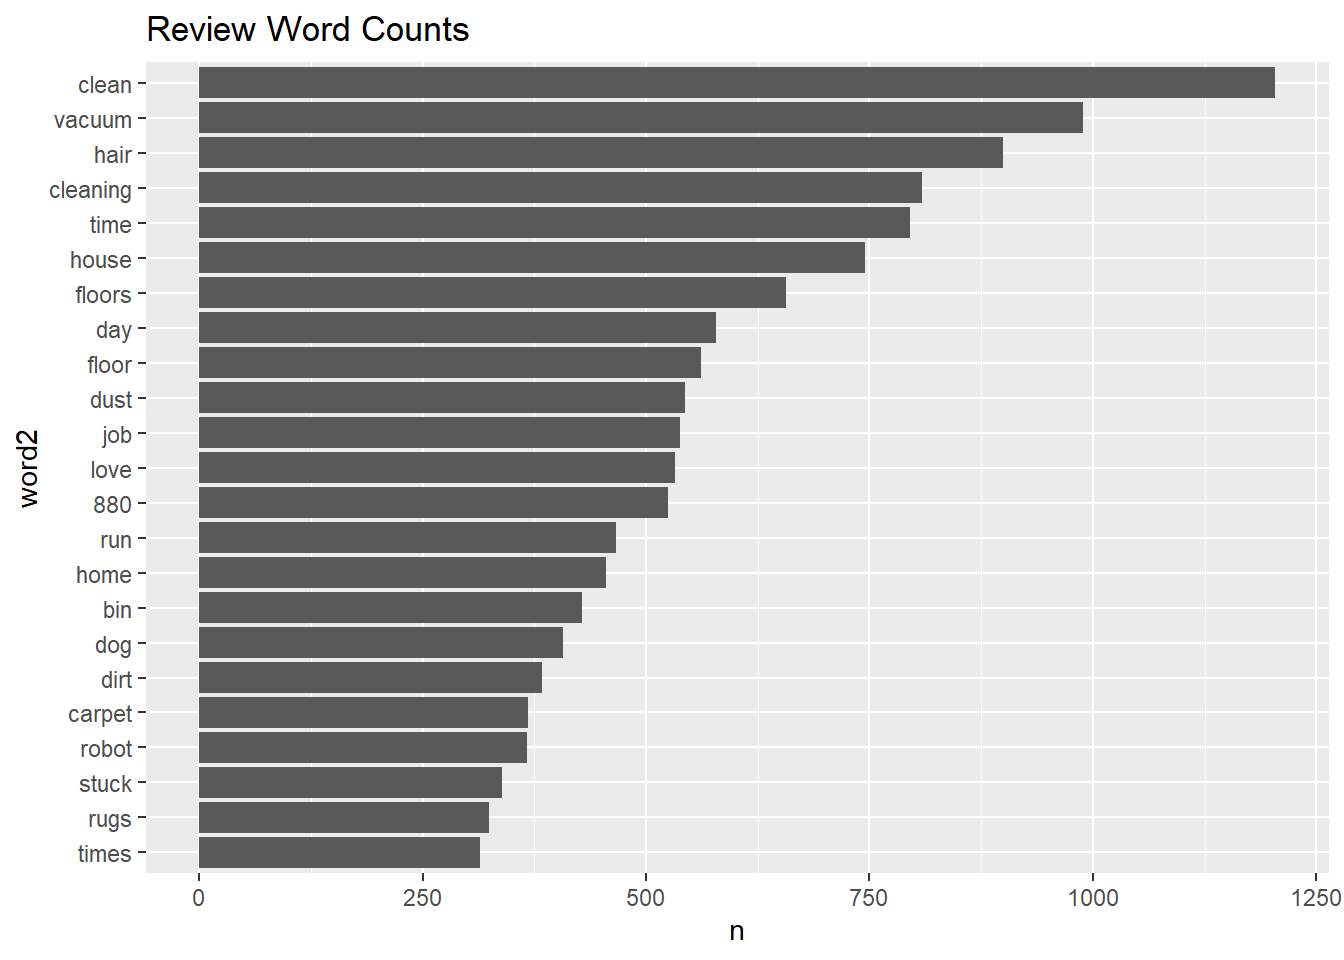 Review Word Counts
clean
vacuum
hair
cleaning
time
house
floors
day
floor
dust
job
love
880
run
home
bin
dog
dirt
carpet
robot
stuck
rugs
times
word2
0 250 500 750 1000 1250
n